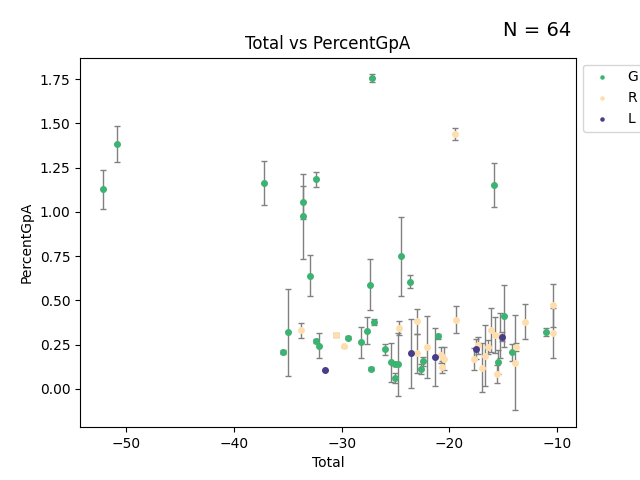 N = 64
Total vs PercentGpA
G
R
L
PercentGpA
1.75
1.50
1.25
1.00
0.75
0.50
0.25
0.00
−50
−40
−30
−20
−10
Total